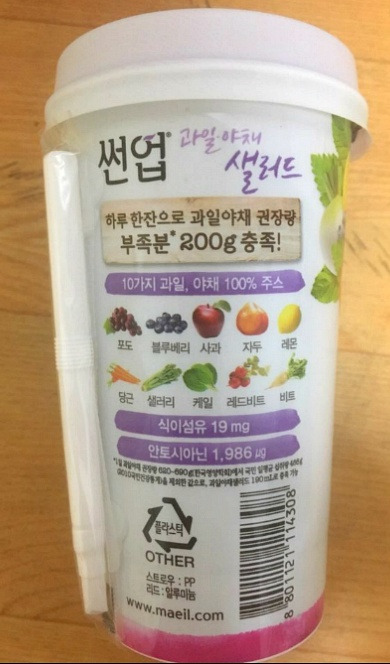 썬업®
과일·야채
샐러드
하루 한잔으로 과일야채 권장량
부족분* 200g 충족!
10가지 과일, 야채 100% 주스
포도 블루베리 사과 자두 레몬
당근 샐러리 케일 레드비트 비트
식이섬유 19 mg
안토시아닌 1,986 μg
플라스틱
OTHER
스트로우 : PP
리드 : 알루미늄
www.maeil.com
8 801121 114308